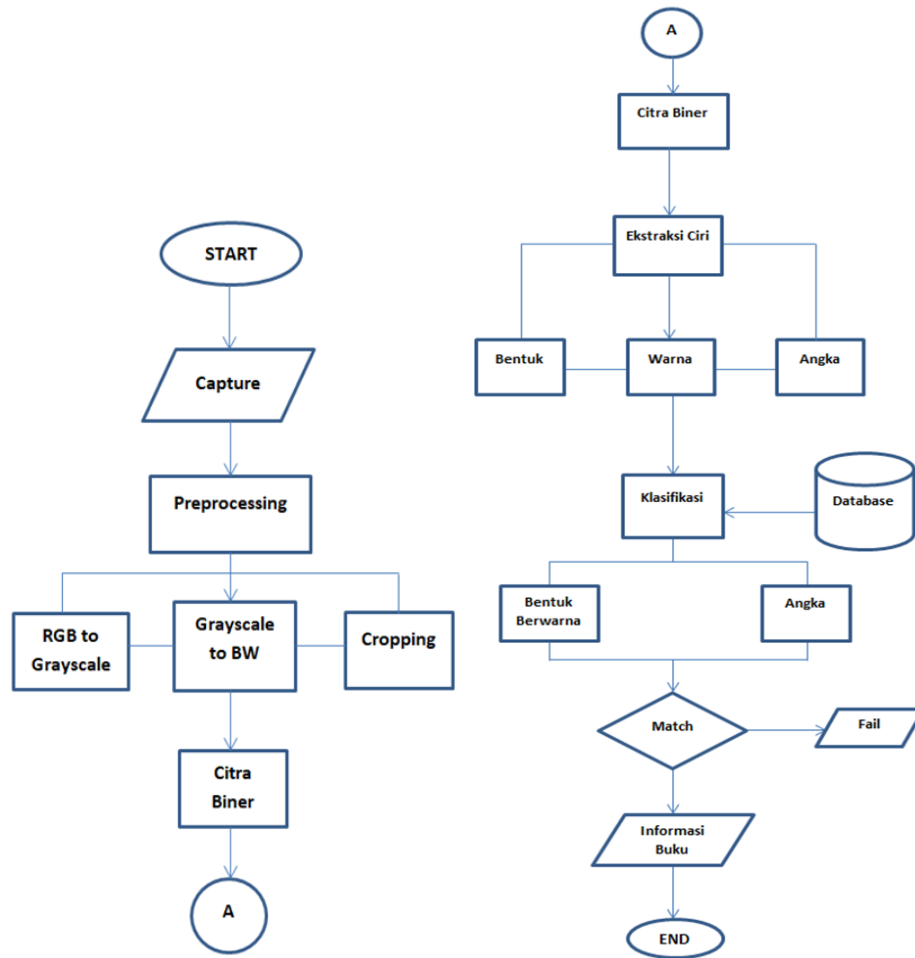 START
Capture
Preprocessing
RGB to
Grayscale
Grayscale
to BW
Cropping
Citra
Biner
A
A
Citra Biner
Ekstraksi Ciri
Bentuk
Warna
Angka
Klasifikasi
Database
Bentuk
Berwarna
Angka
Match
Fail
Informasi
Buku
END